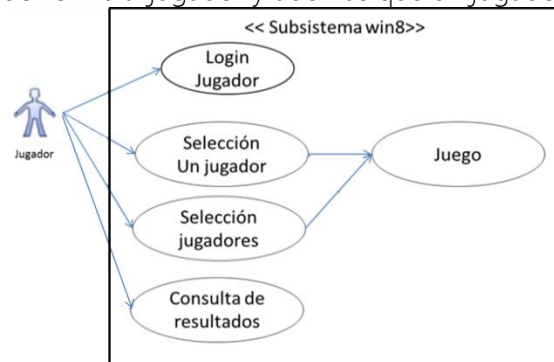 << Subsistema win8>>
Login
Jugador
Jugador
Selección
Un jugador
Juego
Selección
jugadores
Consulta de
resultados